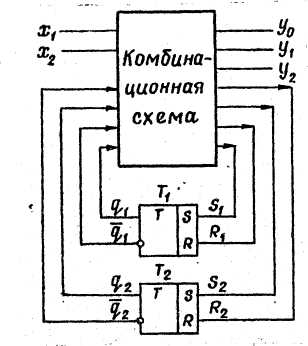 x₁
x₂
Комбина-
ционная
схема
y₀
y₁
y₂
T₁
q₁
q̄₁
T
S
R
S₁
R₁
T₂
q₂
q̄₂
T
S
R
S₂
R₂